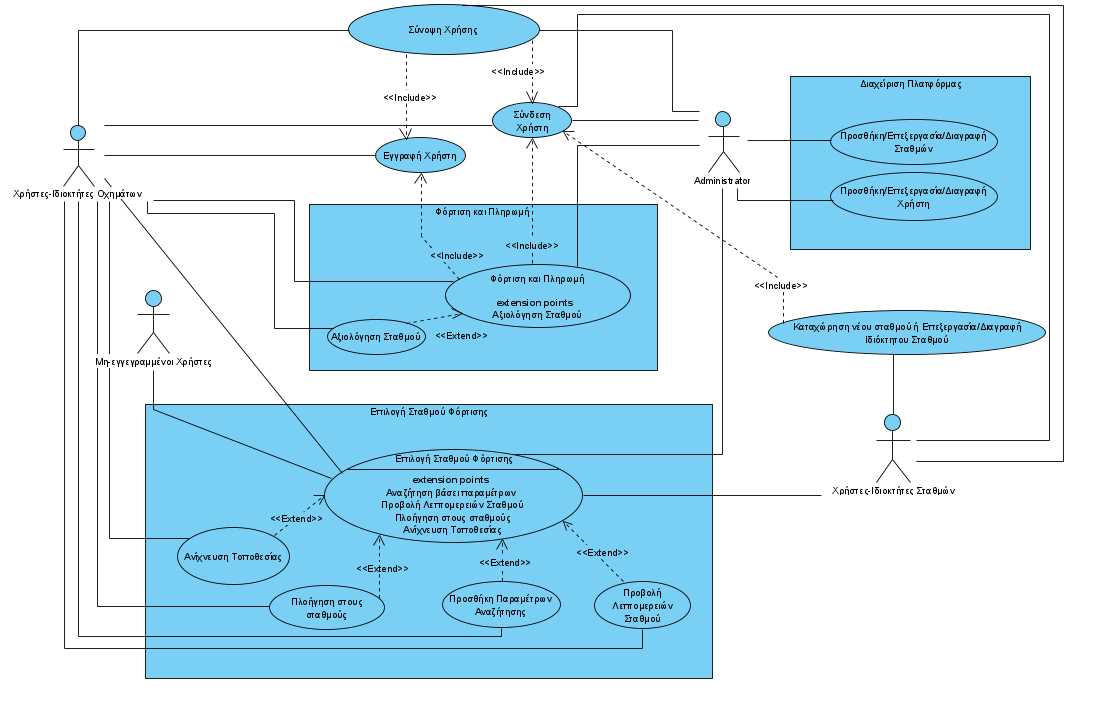 Σύνοψη Χρήσης
<<Include>>
<<Include>>
Διαχείριση Πλατφόρμας
Σύνδεση
Χρήστη
Εγγραφή Χρήστη
Προσθήκη/Επεξεργασία/Διαγραφή
Σταθμών
Administrator
Προσθήκη/Επεξεργασία/Διαγραφή
Χρήστη
Χρήστες-Ιδιοκτήτες Οχημάτων
Φόρτιση και Πληρωμή
<<Include>>
<<Include>>
Φόρτιση και Πληρωμή
extension points
Αξιολόγηση Σταθμού
<<Include>>
Αξιολόγηση Σταθμού
<<Extend>>
Καταχώρηση νέου σταθμού ή Επεξεργασία/Διαγραφή
Ιδιόκτητου Σταθμού
Μη-εγγεγραμμένοι Χρήστες
Επιλογή Σταθμού Φόρτισης
Επιλογή Σταθμού Φόρτισης
extension points
Αναζήτηση βάσει παραμέτρων
Προβολή Λεπτομερειών Σταθμού
Πλοήγηση στους σταθμούς
Ανίχνευση Τοποθεσίας
Χρήστες-Ιδιοκτήτες Σταθμών
<<Extend>>
Ανίχνευση Τοποθεσίας
<<Extend>>
<<Extend>>
<<Extend>>
Πλοήγηση στους
σταθμούς
Προσθήκη Παραμέτρων
Αναζήτησης
Προβολή
Λεπτομερειών
Σταθμού